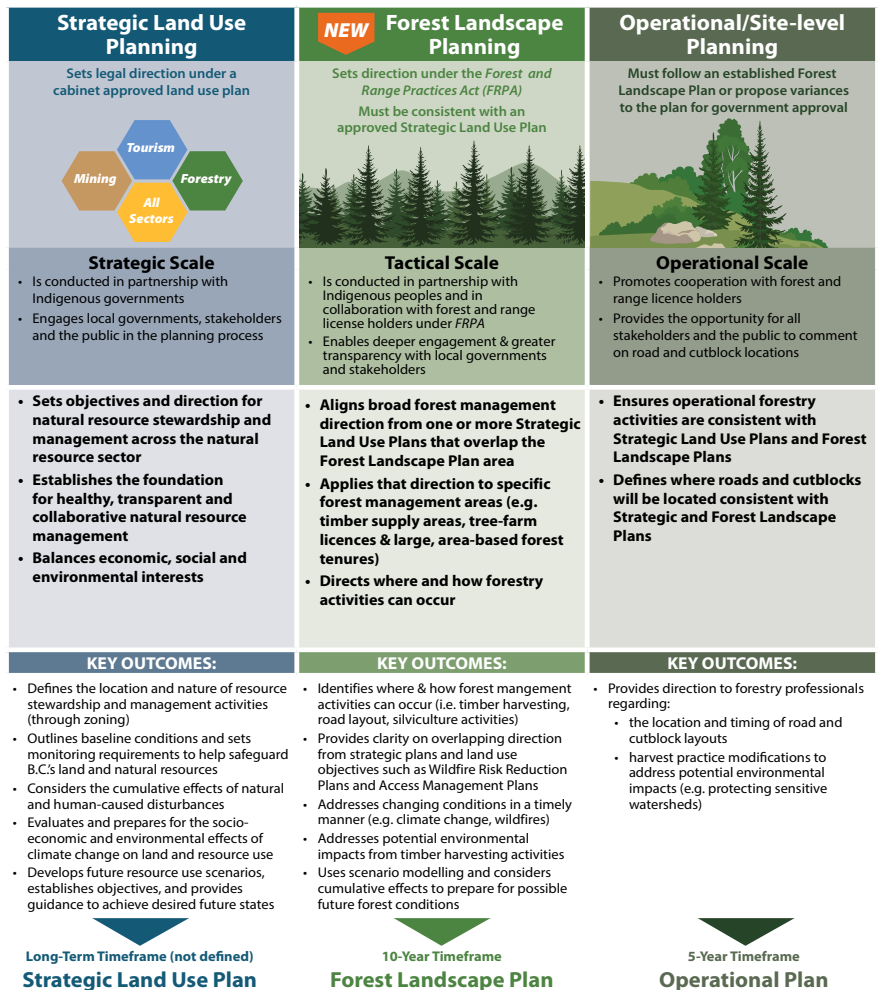 Strategic Land Use
Planning
Sets legal direction under a
cabinet approved land use plan
Tourism
Mining
Forestry
All
Sectors
Strategic Scale
• Is conducted in partnership with
Indigenous governments
• Engages local governments, stakeholders
and the public in the planning process
• Sets objectives and direction for
natural resource stewardship and
management across the natural
resource sector
• Establishes the foundation
for healthy, transparent and
collaborative natural resource
management
• Balances economic, social and
environmental interests
KEY OUTCOMES:
• Defines the location and nature of resource
stewardship and management activities
(through zoning)
• Outlines baseline conditions and sets
monitoring requirements to help safeguard
B.C.'s land and natural resources
• Considers the cumulative effects of natural
and human-caused disturbances
• Evaluates and prepares for the socio-
economic and environmental effects of
climate change on land and resource use
• Develops future resource use scenarios,
establishes objectives, and provides
guidance to achieve desired future states
Long-Term Timeframe (not defined)
Strategic Land Use Plan
NEW
Forest Landscape
Planning
Sets direction under the Forest and
Range Practices Act (FRPA)
Must be consistent with an
approved Strategic Land Use Plan
Tactical Scale
• Is conducted in partnership with
Indigenous peoples and in
collaboration with forest and range
license holders under FRPA
• Enables deeper engagement & greater
transparency with local governments
and stakeholders
• Aligns broad forest management
direction from one or more Strategic
Land Use Plans that overlap the
Forest Landscape Plan area
• Applies that direction to specific
forest management areas (e.g.
timber supply areas, tree-farm
licences & large, area-based forest
tenures)
• Directs where and how forestry
activities can occur
KEY OUTCOMES:
• Identifies where & how forest mangement
activities can occur (i.e. timber harvesting,
road layout, silviculture activities)
• Provides clarity on overlapping direction
from strategic plans and land use
objectives such as Wildfire Risk Reduction
Plans and Access Management Plans
• Addresses changing conditions in a timely
manner (e.g. climate change, wildfires)
• Addresses potential environmental
impacts from timber harvesting activities
• Uses scenario modelling and considers
cumulative effects to prepare for possible
future forest conditions
10-Year Timeframe
Forest Landscape Plan
Operational/Site-level
Planning
Must follow an established Forest
Landscape Plan or propose variances
to the plan for government approval
Operational Scale
• Promotes cooperation with forest and
range licence holders
• Provides the opportunity for all
stakeholders and the public to comment
on road and cutblock locations
• Ensures operational forestry
activities are consistent with
Strategic Land Use Plans and Forest
Landscape Plans
• Defines where roads and cutblocks
will be located consistent with
Strategic and Forest Landscape
Plans
KEY OUTCOMES:
• Provides direction to forestry professionals
regarding:
• the location and timing of road and
cutblock layouts
• harvest practice modifications to
address potential environmental
impacts (e.g. protecting sensitive
watersheds)
5-Year Timeframe
Operational Plan